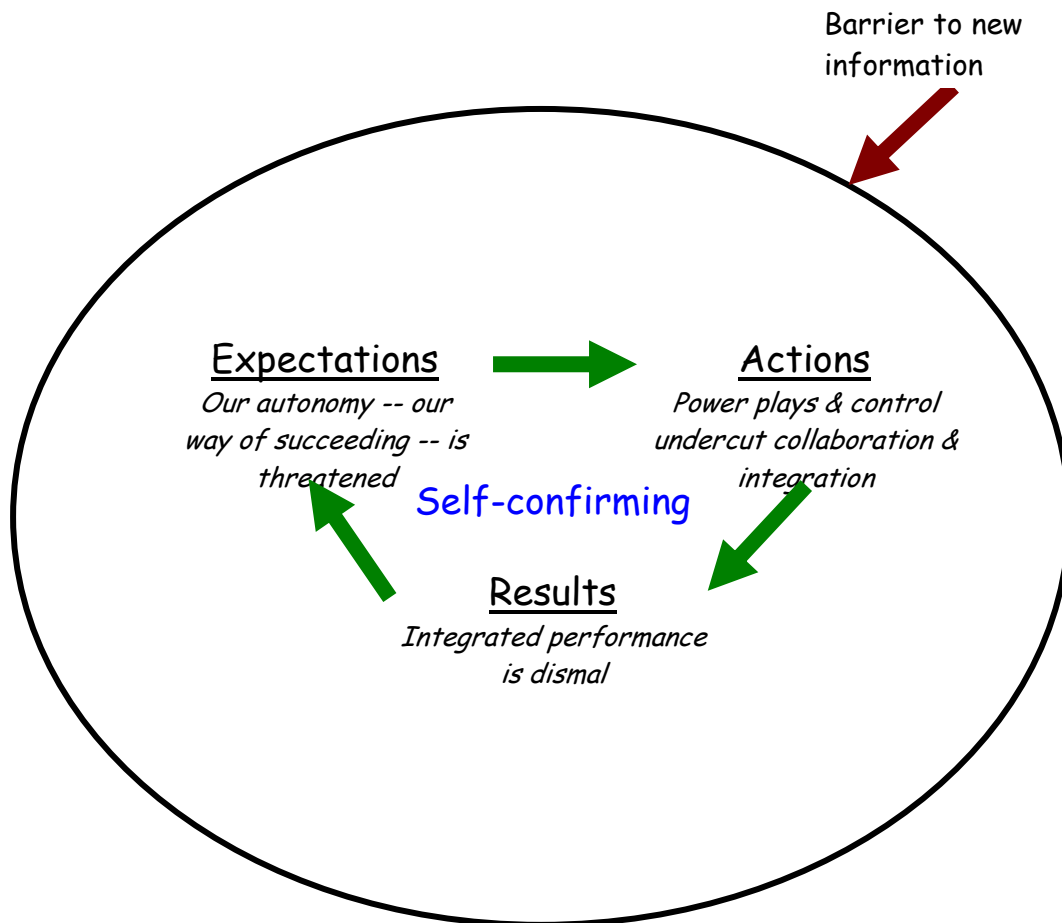 Barrier to new
information
Expectations
Our autonomy -- our
way of succeeding -- is
threatened
Actions
Power plays & control
undercut collaboration &
integration
Self-confirming
Results
Integrated performance
is dismal